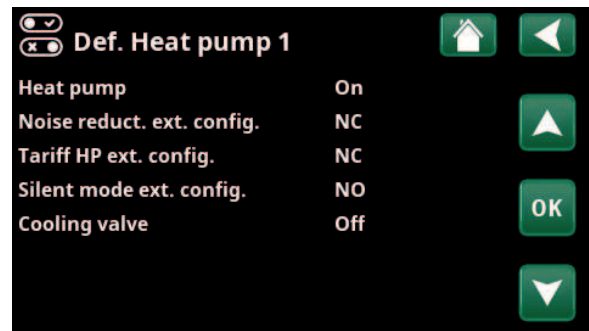 Def. Heat pump 1
Heat pump On
Noise reduct. ext. config. NC
Tariff HP ext. config. NC
Silent mode ext. config. NO
OK
Cooling valve Off